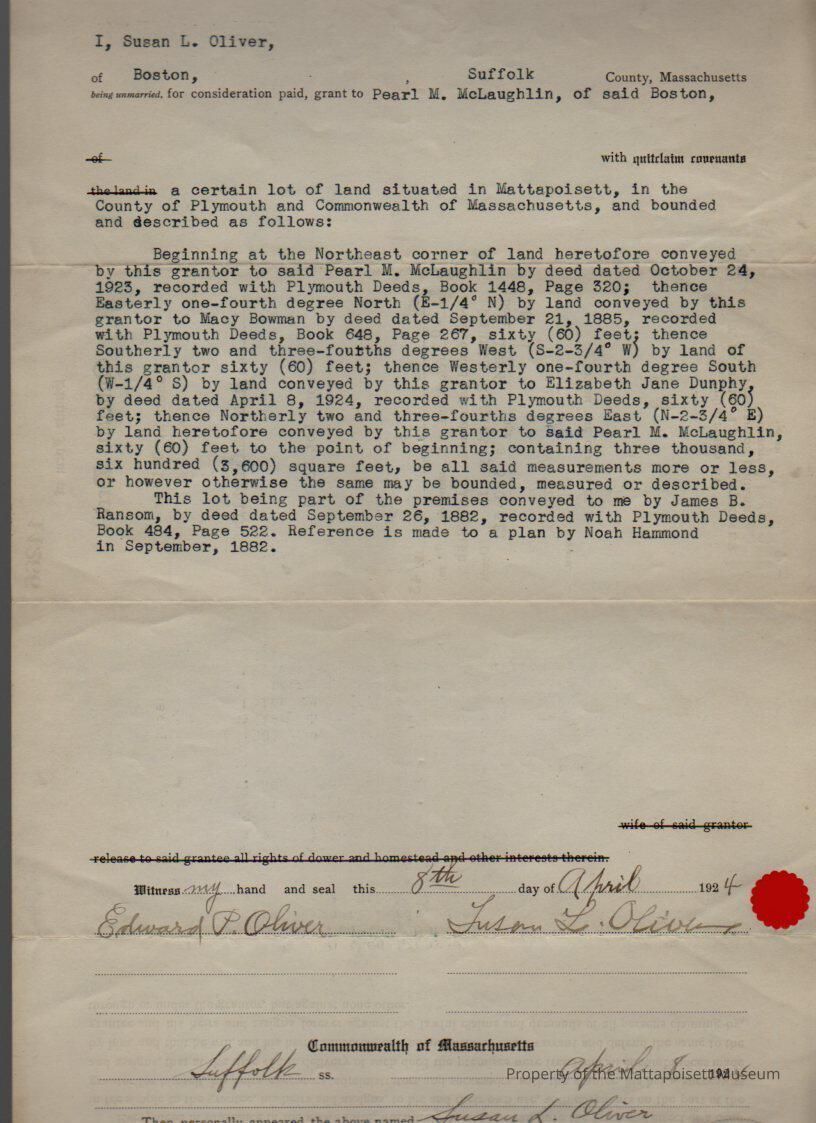 I, Susan L. Oliver,
of Boston, , Suffolk County, Massachusetts
being unmarried, for consideration paid, grant to Pearl M. McLaughlin, of said Boston,
of with quitclaim covenants
the land in a certain lot of land situated in Mattapoisett, in the
County of Plymouth and Commonwealth of Massachusetts, and bounded
and described as follows:
Beginning at the Northeast corner of land heretofore conveyed
by this grantor to said Pearl M. McLaughlin by deed dated October 24,
1923, recorded with Plymouth Deeds, Book 1448, Page 320; thence
Easterly one-fourth degree North (E-1/4° N) by land conveyed by this
grantor to Macy Bowman by deed dated September 21, 1885, recorded
with Plymouth Deeds, Book 648, Page 267, sixty (60) feet; thence
Southerly two and three-fourths degrees West (S-2-3/4° W) by land of
this grantor sixty (60) feet; thence Westerly one-fourth degree South
(W-1/4° S) by land conveyed by this grantor to Elizabeth Jane Dunphy,
by deed dated April 8, 1924, recorded with Plymouth Deeds, sixty (60)
feet; thence Northerly two and three-fourths degrees East (N-2-3/4° E)
by land heretofore conveyed by this grantor to said Pearl M. McLaughlin,
sixty (60) feet to the point of beginning; containing three thousand,
six hundred (3,600) square feet, be all said measurements more or less,
or however otherwise the same may be bounded, measured or described.
This lot being part of the premises conveyed to me by James B.
Ransom, by deed dated September 26, 1882, recorded with Plymouth Deeds,
Book 484, Page 522. Reference is made to a plan by Noah Hammond
in September, 1882.
wife of said grantor
release to said grantee all rights of dower and homestead and other interests therein.
Witness my hand and seal this 8th day of April 1924
Edward P. Oliver Susan L. Oliver
Commonwealth of Massachusetts
Suffolk ss. April 8 192
Property of the Mattapoisett Museum
Then personally appeared the above named Susan L. Oliver